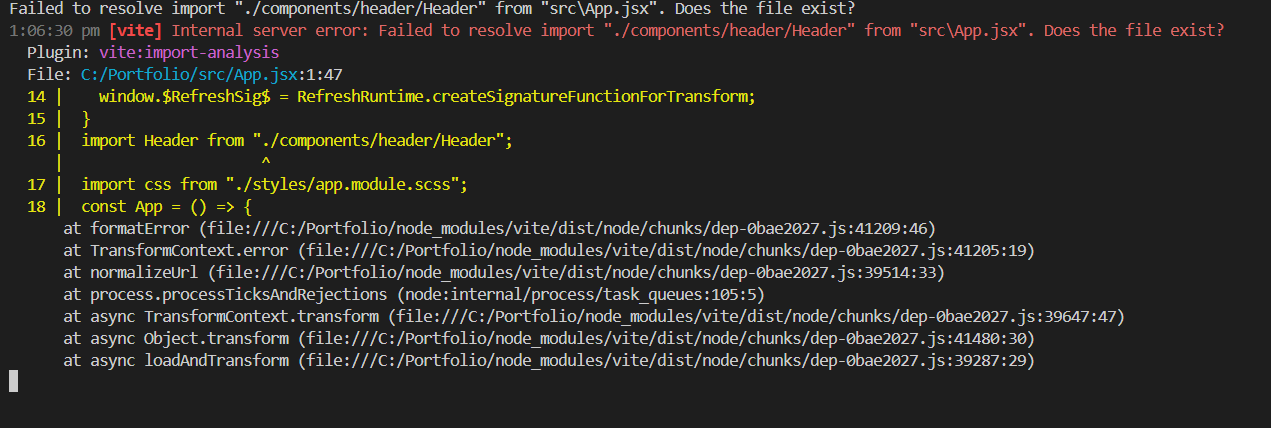 Failed to resolve import "./components/header/Header" from "src\App.jsx". Does the file exist?
1:06:30 pm [vite] Internal server error: Failed to resolve import "./components/header/Header" from "src\App.jsx". Does the file exist?
  Plugin: vite:import-analysis
  File: C:/Portfolio/src/App.jsx:1:47
  14 |    window.$RefreshSig$ = RefreshRuntime.createSignatureFunctionForTransform;
  15 |  }
  16 |  import Header from "./components/header/Header";
     |                      ^
  17 |  import css from "./styles/app.module.scss";
  18 |  const App = () => {
      at formatError (file:///C:/Portfolio/node_modules/vite/dist/node/chunks/dep-0bae2027.js:41209:46)
      at TransformContext.error (file:///C:/Portfolio/node_modules/vite/dist/node/chunks/dep-0bae2027.js:41205:19)
      at normalizeUrl (file:///C:/Portfolio/node_modules/vite/dist/node/chunks/dep-0bae2027.js:39514:33)
      at process.processTicksAndRejections (node:internal/process/task_queues:105:5)
      at async TransformContext.transform (file:///C:/Portfolio/node_modules/vite/dist/node/chunks/dep-0bae2027.js:39647:47)
      at async Object.transform (file:///C:/Portfolio/node_modules/vite/dist/node/chunks/dep-0bae2027.js:41480:30)
      at async loadAndTransform (file:///C:/Portfolio/node_modules/vite/dist/node/chunks/dep-0bae2027.js:39287:29)